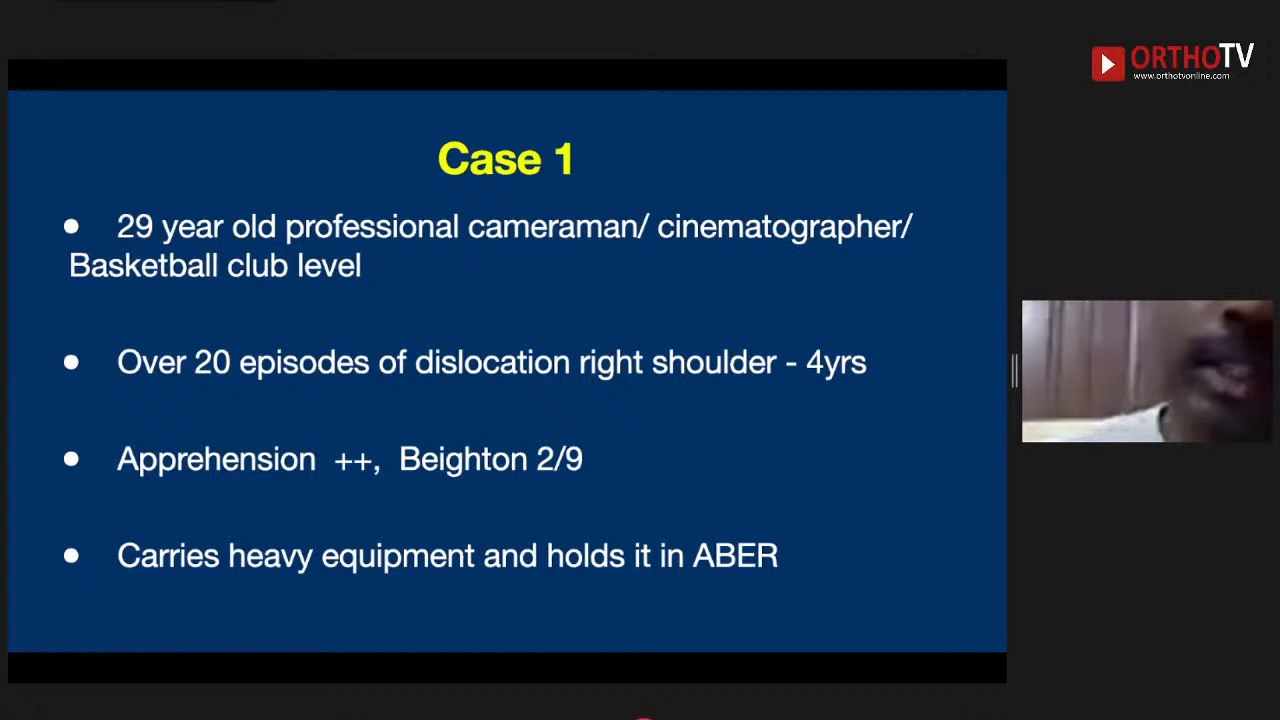 ORTHOTV
www.orthotvonline.com
Case 1
• 29 year old professional cameraman/ cinematographer/
Basketball club level
• Over 20 episodes of dislocation right shoulder - 4yrs
• Apprehension ++, Beighton 2/9
• Carries heavy equipment and holds it in ABER